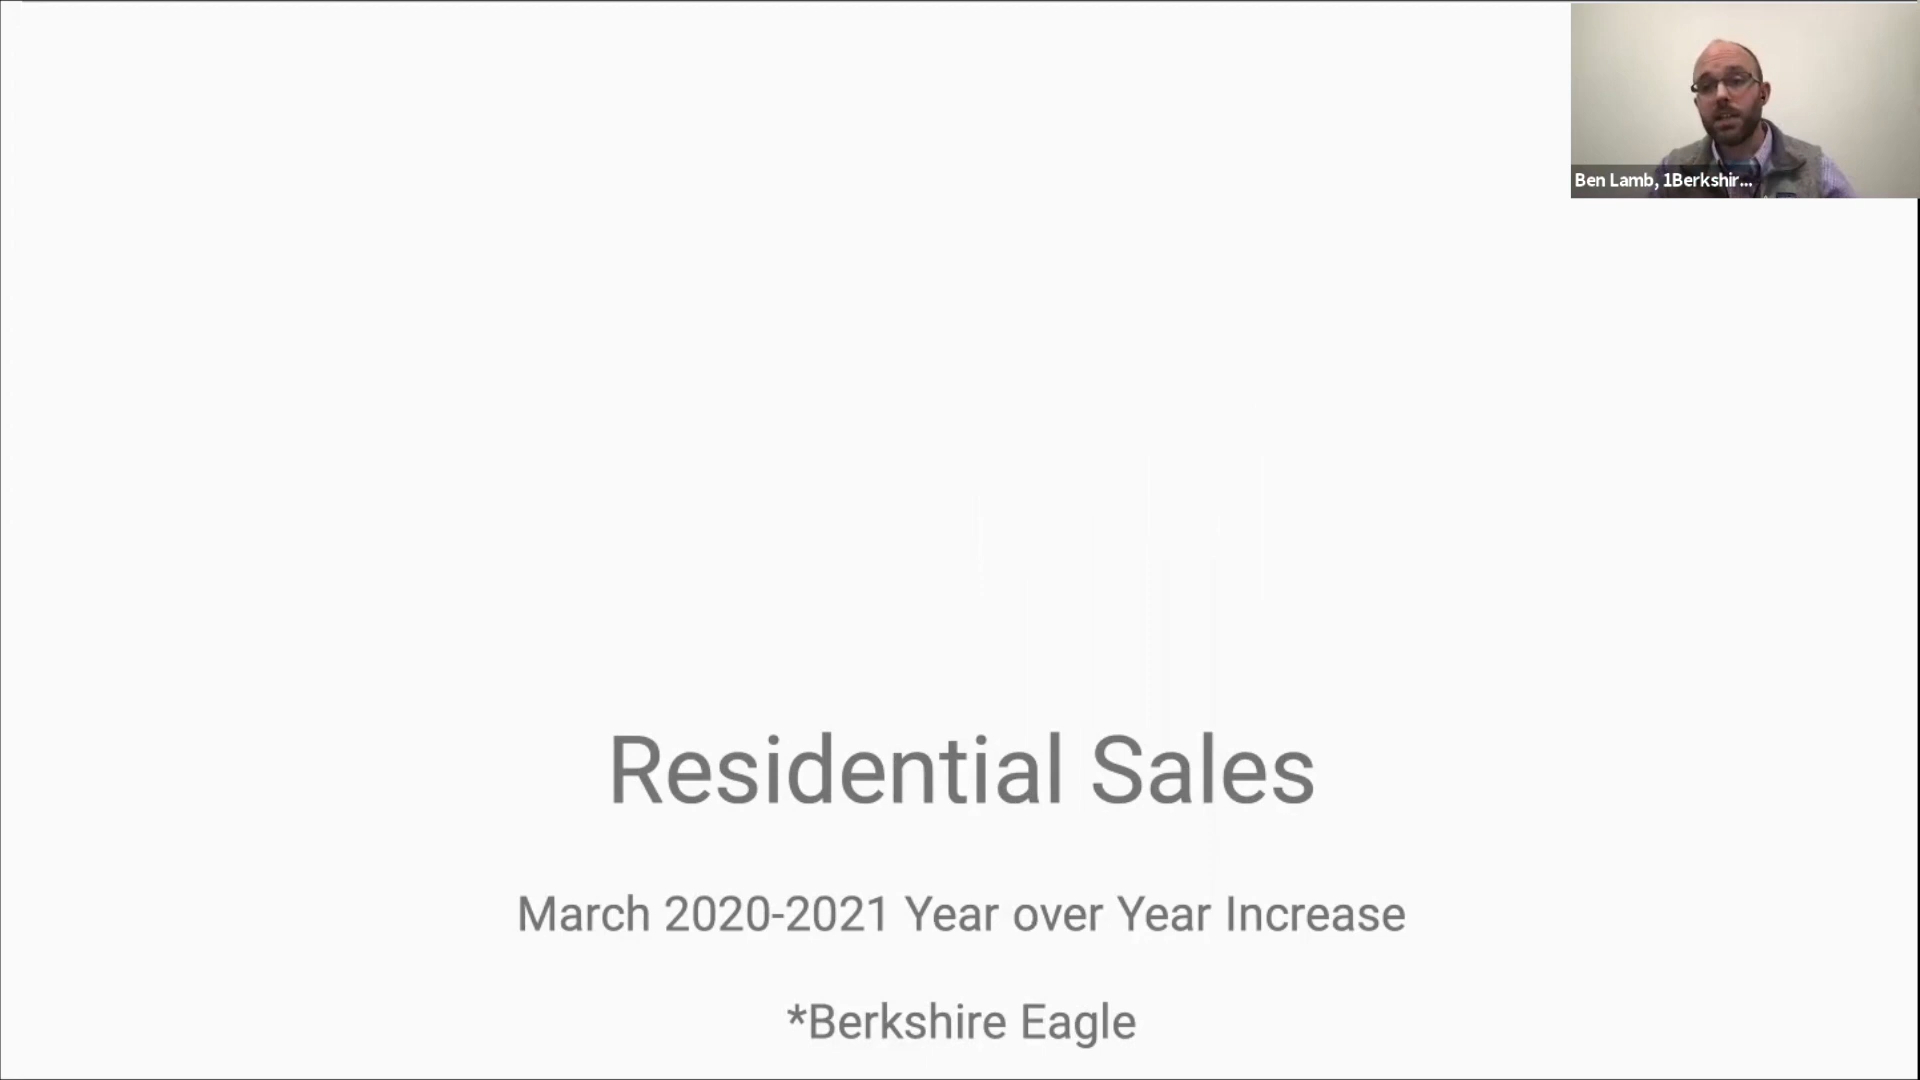 Ben Lamb, 1Berkshir...
Residential Sales
March 2020-2021 Year over Year Increase
*Berkshire Eagle